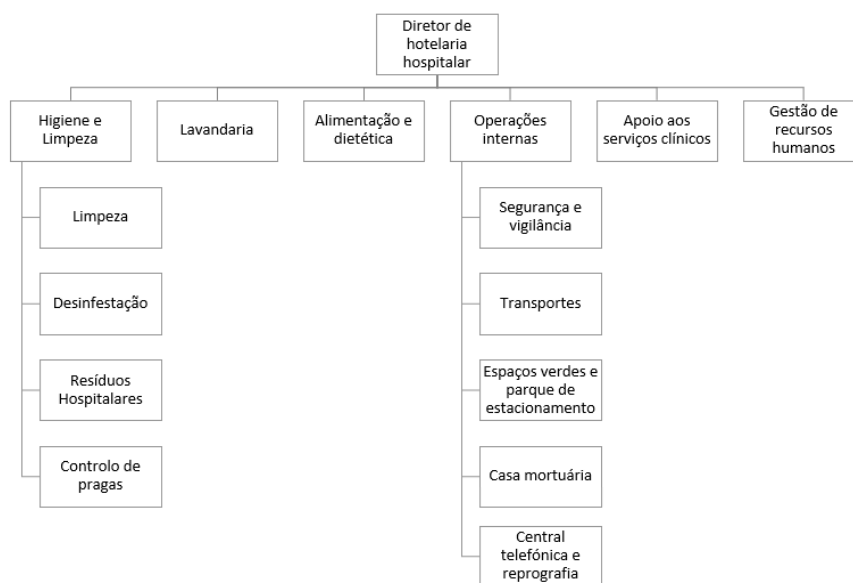 Diretor de
hotelaria
hospitalar
Higiene e
Limpeza
Lavandaria
Alimentação e
dietética
Operações
internas
Apoio aos
serviços clínicos
Gestão de
recursos
humanos
Limpeza
Desinfestação
Resíduos
Hospitalares
Controlo de
pragas
Segurança e
vigilância
Transportes
Espaços verdes e
parque de
estacionamento
Casa mortuária
Central
telefónica e
reprografia